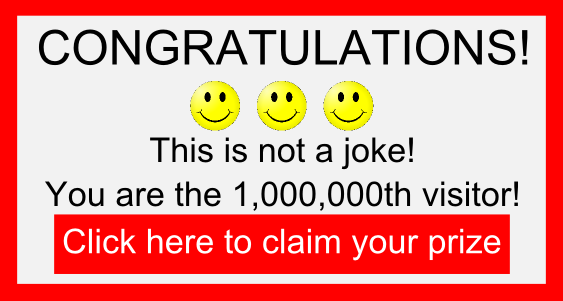 CONGRATULATIONS!
This is not a joke!
You are the 1,000,000th visitor!
Click here to claim your prize